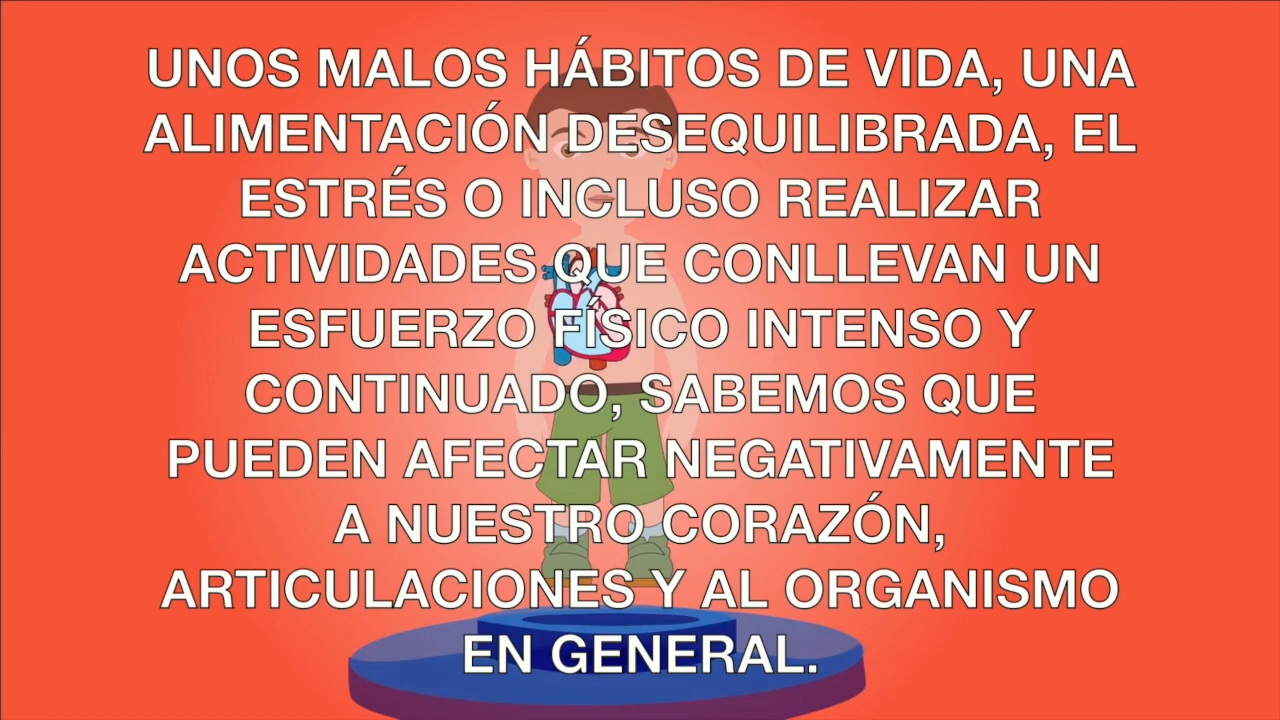 UNOS MALOS HÁBITOS DE VIDA, UNA
ALIMENTACIÓN DESEQUILIBRADA, EL
ESTRÉS O INCLUSO REALIZAR
ACTIVIDADES QUE CONLLEVAN UN
ESFUERZO FÍSICO INTENSO Y
CONTINUADO, SABEMOS QUE
PUEDEN AFECTAR NEGATIVAMENTE
A NUESTRO CORAZÓN,
ARTICULACIONES Y AL ORGANISMO
EN GENERAL.